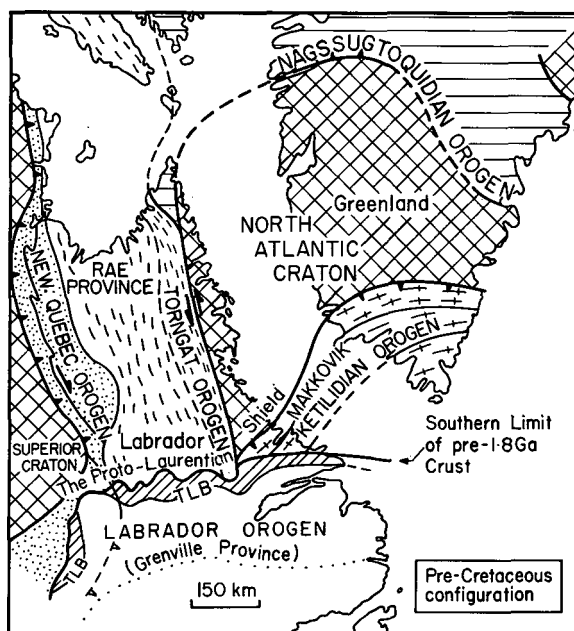 NAGSSUGTOQUIDIAN OROGEN
Greenland
NORTH
ATLANTIC
CRATON
RAE
PROVINCE
NEW QUEBEC OROGEN
TORNGAT OROGEN
MAKKOVIK
KETILIDIAN OROGEN
SUPERIOR
CRATON
Labrador
The Proto-Laurentian
Shield
Southern Limit
of pre-1·8Ga
Crust
TLB
TLB
LABRADOR OROGEN
(Grenville Province)
150 km
Pre-Cretaceous
configuration